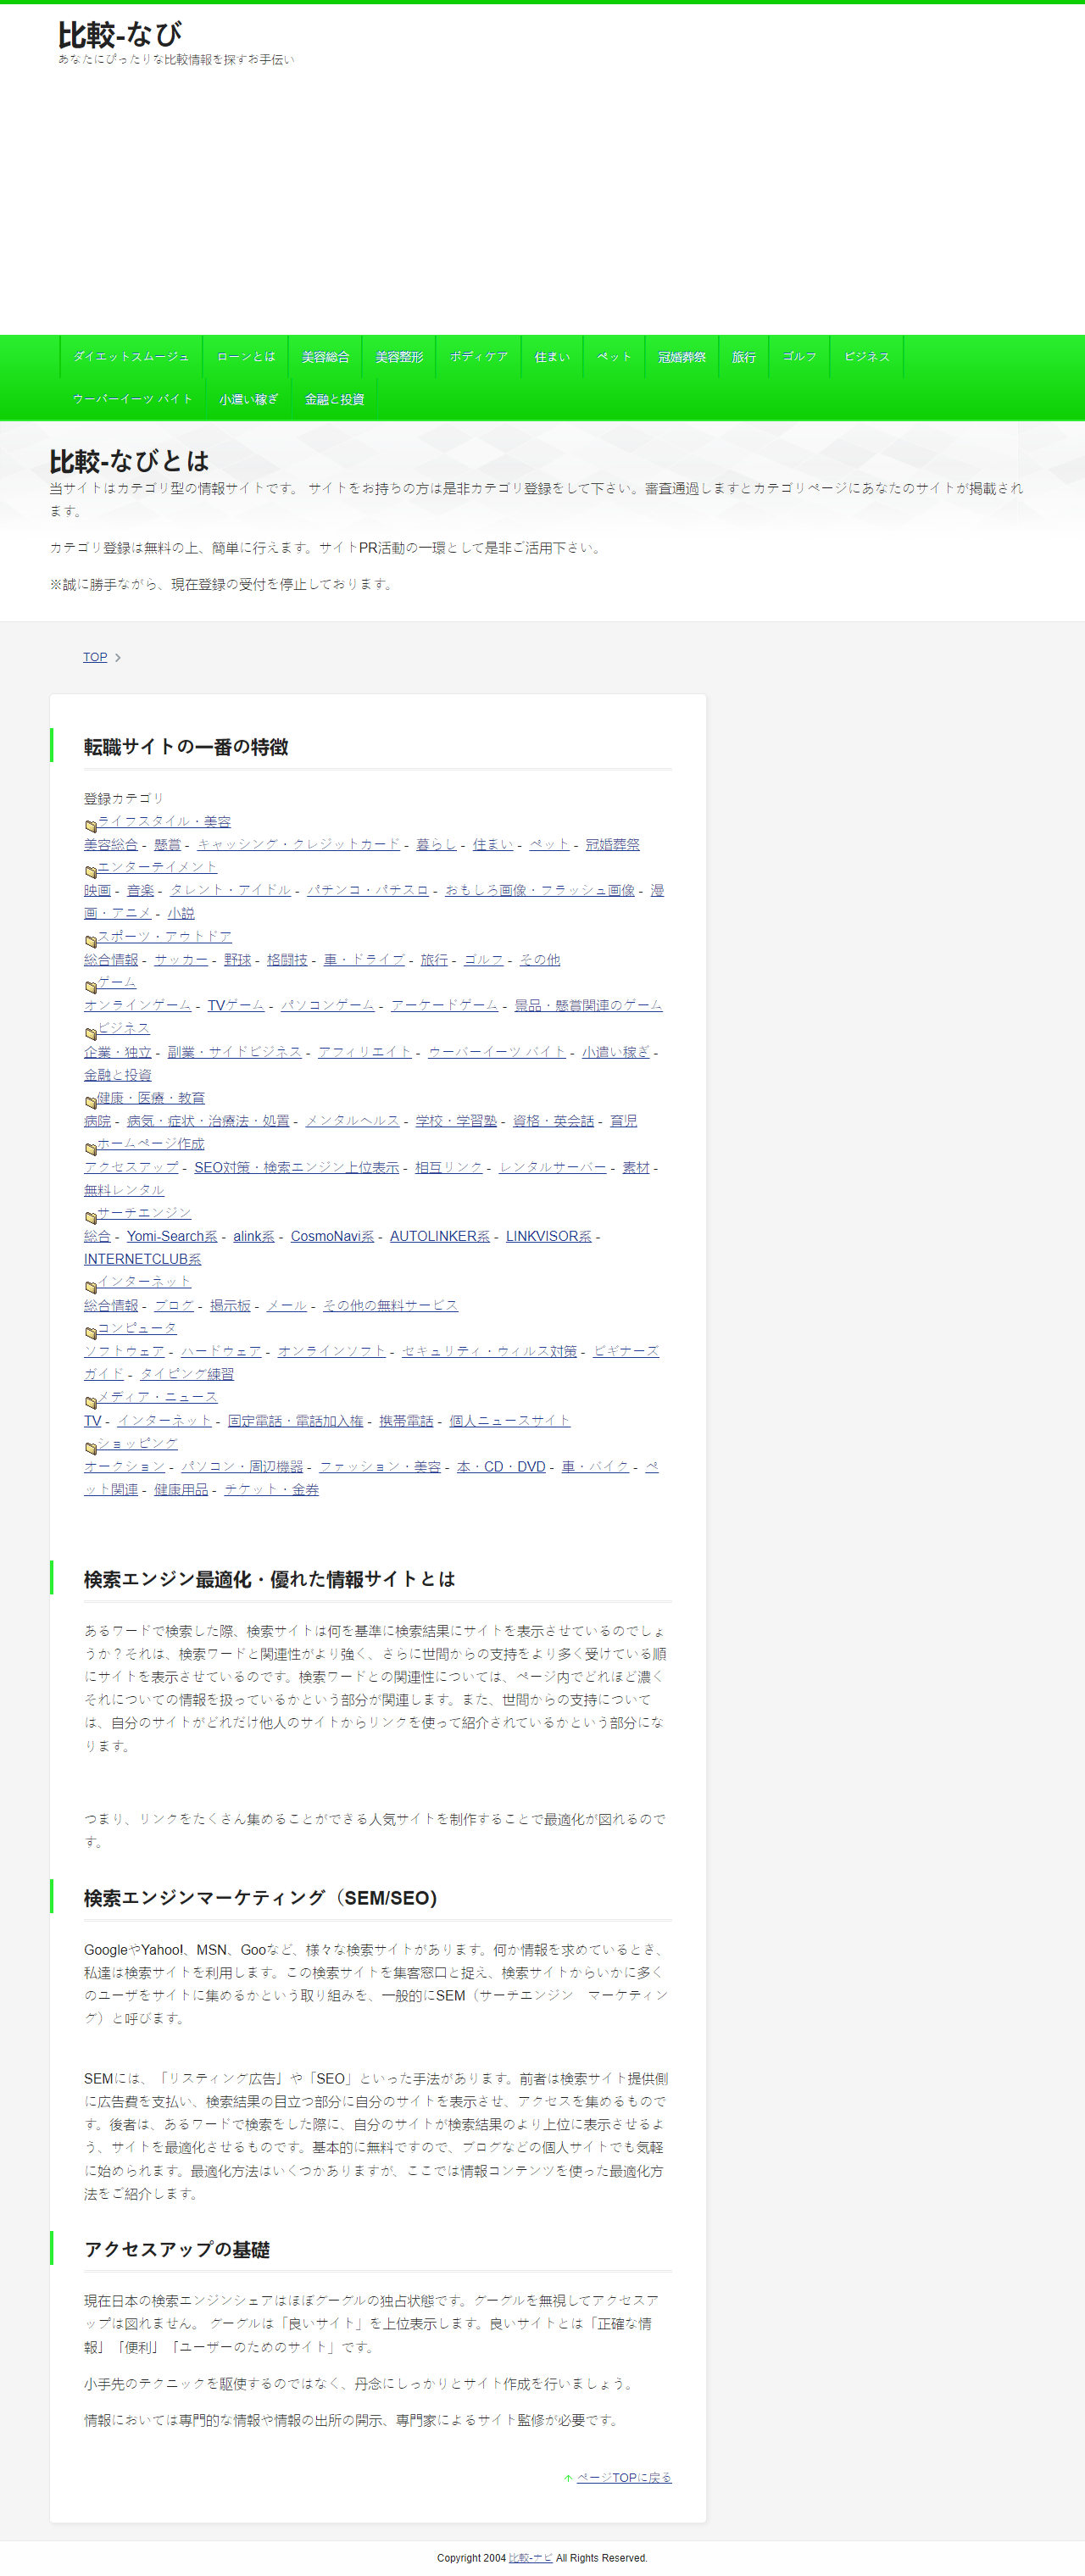 比較-なび
あなたにぴったりな比較情報を探すお手伝い
ダイエットスムージュ ローンとは 美容総合 美容整形 ボディケア 住まい ペット 冠婚葬祭 旅行 ゴルフ ビジネス
ウーバーイーツ バイト 小遣い稼ぎ 金融と投資
比較-なびとは
当サイトはカテゴリ型の情報サイトです。 サイトをお持ちの方は是非カテゴリ登録をして下さい。審査通過しますとカテゴリページにあなたのサイトが掲載され
ます。
カテゴリ登録は無料の上、簡単に行えます。サイトPR活動の一環として是非ご活用下さい。
※誠に勝手ながら、現在登録の受付を停止しております。
TOP
転職サイトの一番の特徴
登録カテゴリ
ライフスタイル・美容
美容総合 - 懸賞 - キャッシング・クレジットカード - 暮らし - 住まい - ペット - 冠婚葬祭
エンターテイメント
映画 - 音楽 - タレント・アイドル - パチンコ・パチスロ - おもしろ画像・フラッシュ画像 - 漫
画・アニメ - 小説
スポーツ・アウトドア
総合情報 - サッカー - 野球 - 格闘技 - 車・ドライブ - 旅行 - ゴルフ - その他
ゲーム
オンラインゲーム - TVゲーム - パソコンゲーム - アーケードゲーム - 景品・懸賞関連のゲーム
ビジネス
企業・独立 - 副業・サイドビジネス - アフィリエイト - ウーバーイーツ バイト - 小遣い稼ぎ -
金融と投資
健康・医療・教育
病院 - 病気・症状・治療法・処置 - メンタルヘルス - 学校・学習塾 - 資格・英会話 - 育児
ホームページ作成
アクセスアップ - SEO対策・検索エンジン上位表示 - 相互リンク - レンタルサーバー - 素材 -
無料レンタル
サーチエンジン
総合 - Yomi-Search系 - alink系 - CosmoNavi系 - AUTOLINKER系 - LINKVISOR系 -
INTERNETCLUB系
インターネット
総合情報 - ブログ - 掲示板 - メール - その他の無料サービス
コンピュータ
ソフトウェア - ハードウェア - オンラインソフト - セキュリティ・ウィルス対策 - ビギナーズ
ガイド - タイピング練習
メディア・ニュース
TV - インターネット - 固定電話・電話加入権 - 携帯電話 - 個人ニュースサイト
ショッピング
オークション - パソコン・周辺機器 - ファッション・美容 - 本・CD・DVD - 車・バイク - ペ
ット関連 - 健康用品 - チケット・金券
検索エンジン最適化・優れた情報サイトとは
あるワードで検索した際、検索サイトは何を基準に検索結果にサイトを表示させているのでしょ
うか？それは、検索ワードと関連性がより強く、さらに世間からの支持をより多く受けている順
にサイトを表示させているのです。検索ワードとの関連性については、ページ内でどれほど濃く
それについての情報を扱っているかという部分が関連します。また、世間からの支持について
は、自分のサイトがどれだけ他人のサイトからリンクを使って紹介されているかという部分にな
ります。
つまり、リンクをたくさん集めることができる人気サイトを制作することで最適化が図れるので
す。
検索エンジンマーケティング（SEM/SEO)
GoogleやYahoo!、MSN、Gooなど、様々な検索サイトがあります。何か情報を求めているとき、
私達は検索サイトを利用します。この検索サイトを集客窓口と捉え、検索サイトからいかに多く
のユーザをサイトに集めるかという取り組みを、一般的にSEM（サーチエンジン　マーケティン
グ）と呼びます。
SEMには、「リスティング広告」や「SEO」といった手法があります。前者は検索サイト提供側
に広告費を支払い、検索結果の目立つ部分に自分のサイトを表示させ、アクセスを集めるもので
す。後者は、あるワードで検索をした際に、自分のサイトが検索結果のより上位に表示させるよ
う、サイトを最適化させるものです。基本的に無料ですので、ブログなどの個人サイトでも気軽
に始められます。最適化方法はいくつかありますが、ここでは情報コンテンツを使った最適化方
法をご紹介します。
アクセスアップの基礎
現在日本の検索エンジンシェアはほぼグーグルの独占状態です。グーグルを無視してアクセスア
ップは図れません。 グーグルは「良いサイト」を上位表示します。良いサイトとは「正確な情
報」「便利」「ユーザーのためのサイト」です。
小手先のテクニックを駆使するのではなく、丹念にしっかりとサイト作成を行いましょう。
情報においては専門的な情報や情報の出所の開示、専門家によるサイト監修が必要です。
ページTOPに戻る
Copyright 2004 比較-ナビ All Rights Reserved.